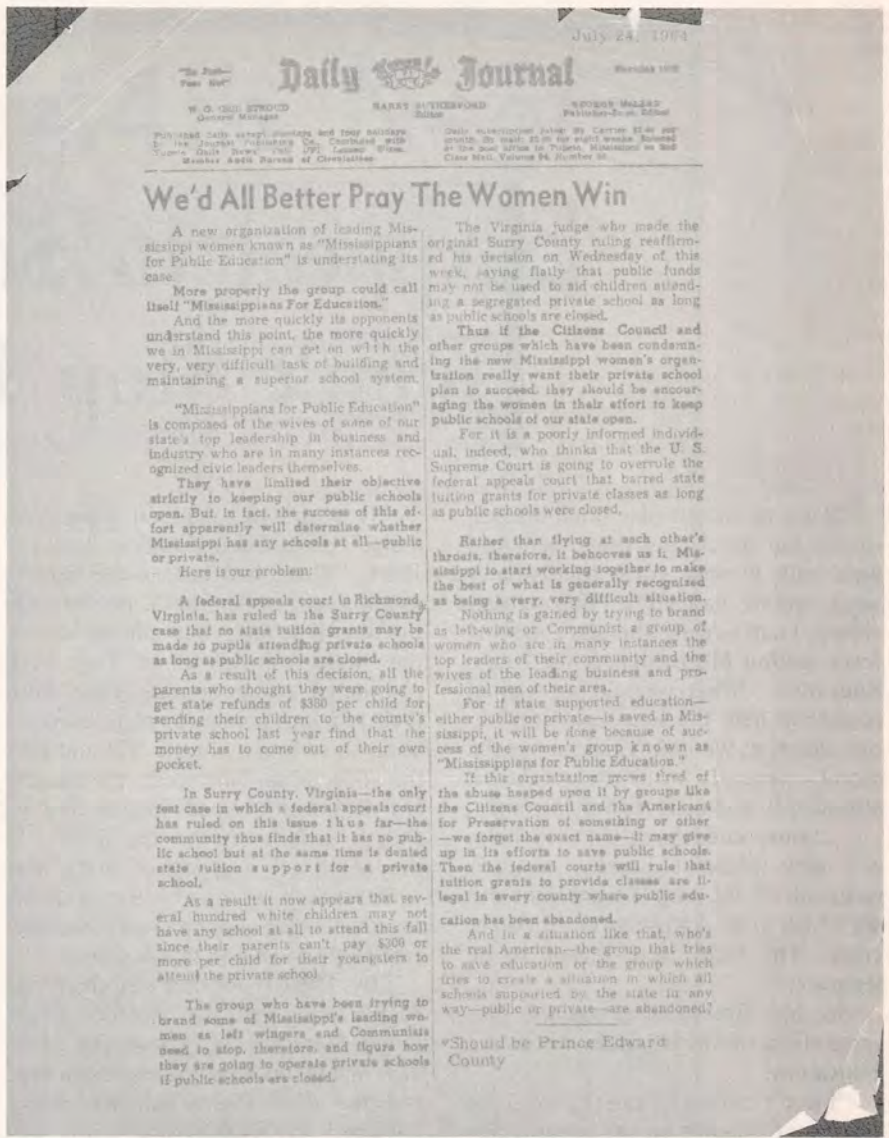 July 24, 1964
Daily Journal
W. G. STROUD
General Manager
HARRY RUTHERFORD
Editor
GEORGE McLEAN
Member Audit Bureau of Circulations
We'd All Better Pray The Women Win
A new organization of leading Mis-
sissippi women known as "Mississippians
for Public Education" is understating its
case.
More properly the group could call
itself "Mississippians For Education."
And the more quickly its opponents
understand this point, the more quickly
we in Mississippi can get on with the
very, very difficult task of building and
maintaining a superior school system.
"Mississippians for Public Education"
is composed of the wives of some of our
state's top leadership in business and
industry who are in many instances rec-
ognized civic leaders themselves.
They have limited their objective
strictly to keeping our public schools
open. But, in fact, the success of this ef-
fort apparently will determine whether
Mississippi has any schools at all—public
or private.
Here is our problem:
A federal appeals court in Richmond,
Virginia, has ruled in the Surry County*
case that no state tuition grants may be
made to pupils attending private schools
as long as public schools are closed.
As a result of this decision, all the
parents who thought they were going to
get state refunds of $380 per child for
sending their children to the county's
private school last year find that the
money has to come out of their own
pocket.
In Surry County, Virginia—the only
test case in which a federal appeals court
has ruled on this issue thus far—the
community thus finds that it has no pub-
lic school but at the same time is denied
state tuition support for a private
school.
As a result it now appears that sev-
eral hundred white children may not
have any school at all to attend this fall
since their parents can't pay $300 or
more per child for their youngsters to
attend the private school.
The group who have been trying to
brand some of Mississippi's leading wo-
men as left wingers and Communists
need to stop, therefore, and figure how
they are going to operate private schools
if public schools are closed.
The Virginia judge who made the
original Surry County ruling reaffirm-
ed his decision on Wednesday of this
week, saying flatly that public funds
may not be used to aid children attend-
ing a segregated private school as long
as public schools are closed.
Thus if the Citizens Council and
other groups which have been condemn-
ing the new Mississippi women's organ-
ization really want their private school
plan to succeed, they should be encour-
aging the women in their effort to keep
public schools of our state open.
For it is a poorly informed individ-
ual, indeed, who thinks that the U. S.
Supreme Court is going to overrule the
federal appeals court that barred state
tuition grants for private classes as long
as public schools were closed.
Rather than flying at each other's
throats, therefore, it behooves us in Mis-
sissippi to start working together to make
the best of what is generally recognized
as being a very, very difficult situation.
Nothing is gained by trying to brand
as left-wing or Communist a group of
women who are in many instances the
top leaders of their community and the
wives of the leading business and pro-
fessional men of their area.
For if state supported education—
either public or private—is saved in Mis-
sissippi, it will be done because of suc-
cess of the women's group known as
"Mississippians for Public Education."
If this organization grows tired of
the abuse heaped upon it by groups like
the Citizens Council and the Americans
for Preservation of something or other
—we forget the exact name—it may give
up in its efforts to save public schools.
Then the federal courts will rule that
tuition grants to provide classes are il-
legal in every county where public edu-
cation has been abandoned.
And in a situation like that, who's
the real American—the group that tries
to save education or the group which
tries to create a situation in which all
schools supported by the state in any
way—public or private—are abandoned?
*Should be Prince Edward
County